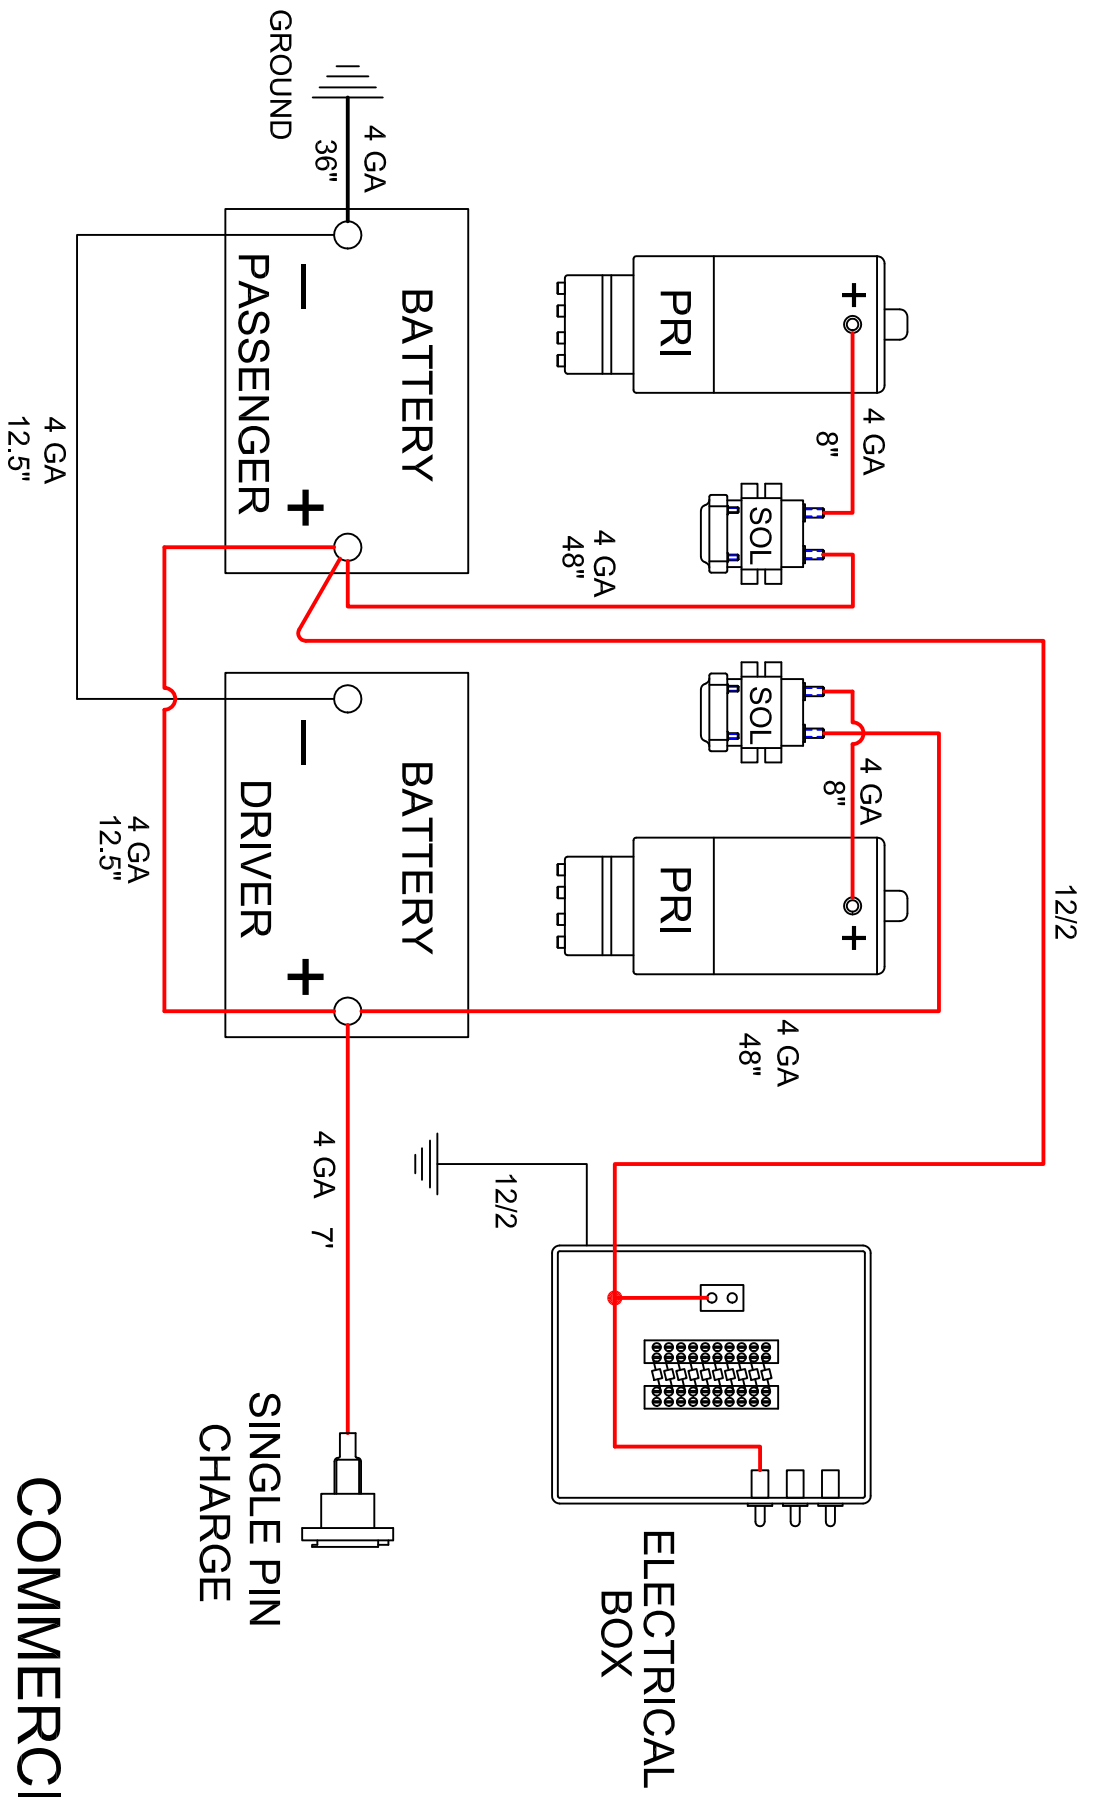 12/2
4 GA
8"
4 GA
8"
+
+
4 GA
48"
SOL
SOL
PRI
PRI
ELECTRICAL
BOX
4 GA
48"
12/2
BATTERY
BATTERY
4 GA
36"
4 GA 7'
−
+
−
+
GROUND
PASSENGER
DRIVER
SINGLE PIN
CHARGE
4 GA
12.5"
4 GA
12.5"
COMMERCI